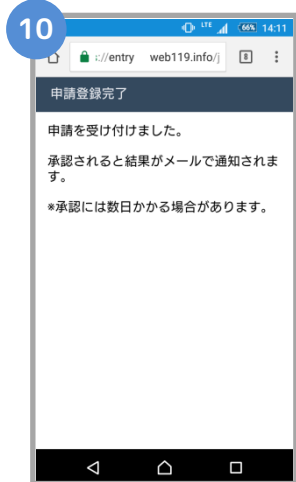 10
LTE 66% 14:11
://entry web119.info/j 8
申請登録完了
申請を受け付けました。
承認されると結果がメールで通知されま
す。
*承認には数日かかる場合があります。